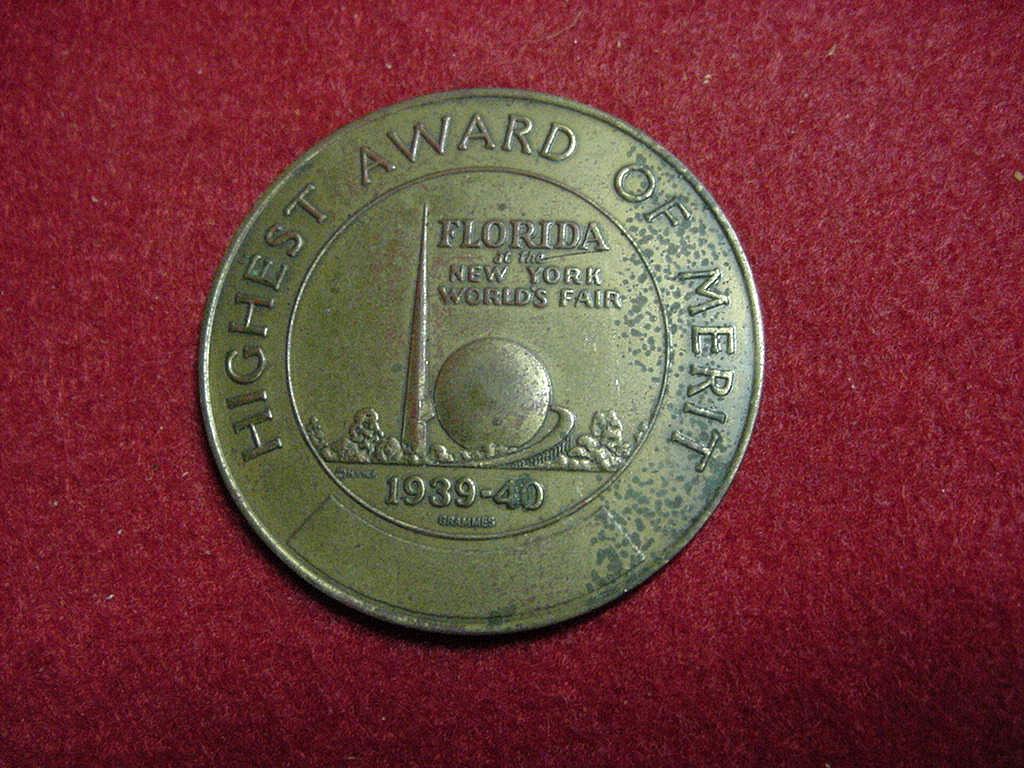 HIGHEST AWARD OF MERIT
FLORIDA
at the
NEW YORK
WORLD'S FAIR
1939-40
GRAMMES